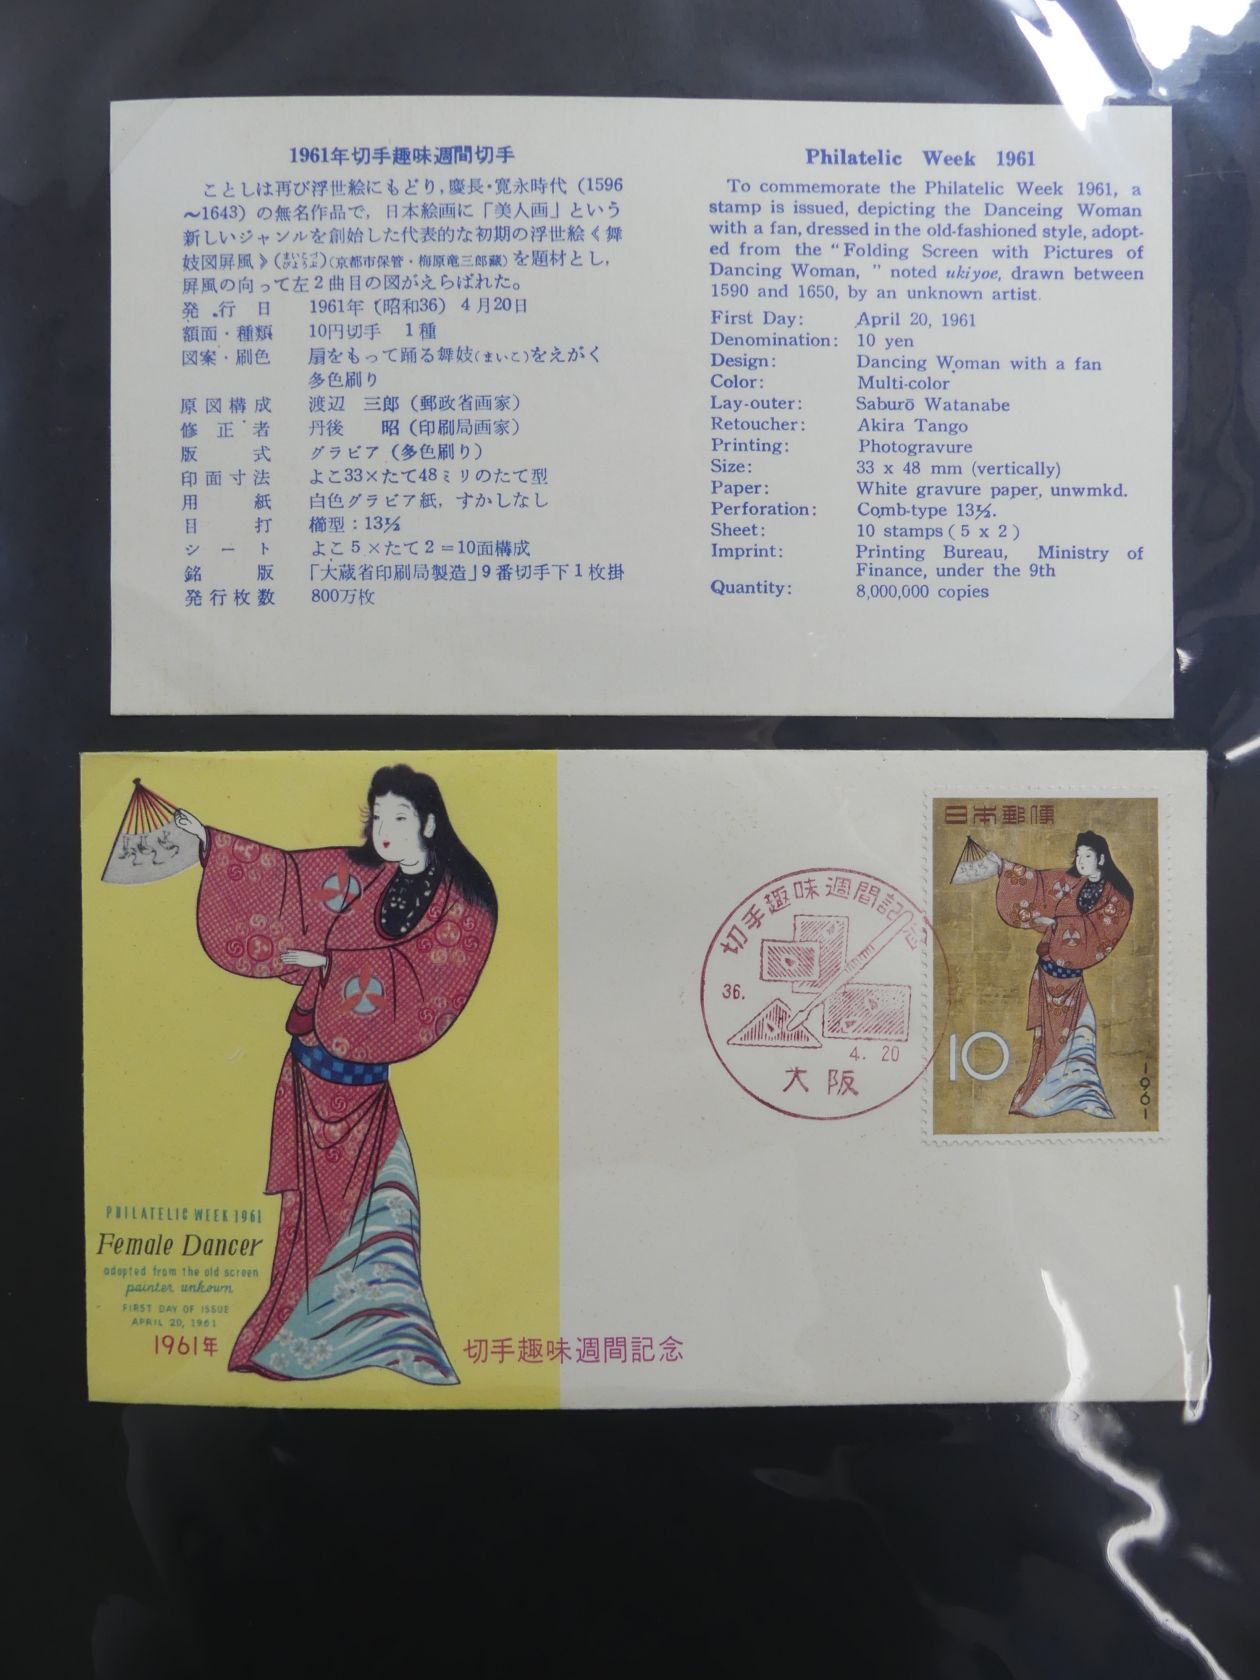 1961年切手趣味週間切手
ことしは再び浮世絵にもどり，慶長・寛永時代（1596
～1643）の無名作品で，日本絵画に「美人画」という
新しいジャンルを創始した代表的な初期の浮世絵《舞
妓図屏風》(まいこづびょうぶ)(京都市保管・梅原竜三郎蔵)を題材とし，
屏風の向って左2曲目の図がえらばれた。
発行日 1961年（昭和36）4月20日
額面・種類 10円切手 1種
図案・刷色 扇をもって踊る舞妓(まいこ)をえがく
多色刷り
原図構成 渡辺 三郎（郵政省画家）
修正者 丹後 昭（印刷局画家）
版式 グラビア（多色刷り）
印面寸法 よこ33×たて48ミリのたて型
用紙 白色グラビア紙，すかしなし
目打 櫛型：13½
シート よこ5×たて2＝10面構成
銘版 「大蔵省印刷局製造」9番切手下1枚掛
発行枚数 800万枚
Philatelic Week 1961
To commemorate the Philatelic Week 1961, a
stamp is issued, depicting the Danceing Woman
with a fan, dressed in the old-fashioned style, adopt-
ed from the “Folding Screen with Pictures of
Dancing Woman, ” noted ukiyoe, drawn between
1590 and 1650, by an unknown artist.
First Day: April 20, 1961
Denomination: 10 yen
Design: Dancing Woman with a fan
Color: Multi-color
Lay-outer: Saburō Watanabe
Retoucher: Akira Tango
Printing: Photogravure
Size: 33 x 48 mm (vertically)
Paper: White gravure paper, unwmkd.
Perforation: Comb-type 13½.
Sheet: 10 stamps ( 5 x 2 )
Imprint: Printing Bureau, Ministry of
Finance, under the 9th
Quantity: 8,000,000 copies
PHILATELIC WEEK 1961
Female Dancer
adopted from the old screen
painter unkown
FIRST DAY OF ISSUE
APRIL 20, 1961
1961年 切手趣味週間記念
切手趣味週間記念
36.
4. 20
大阪
日本郵便
10
1961